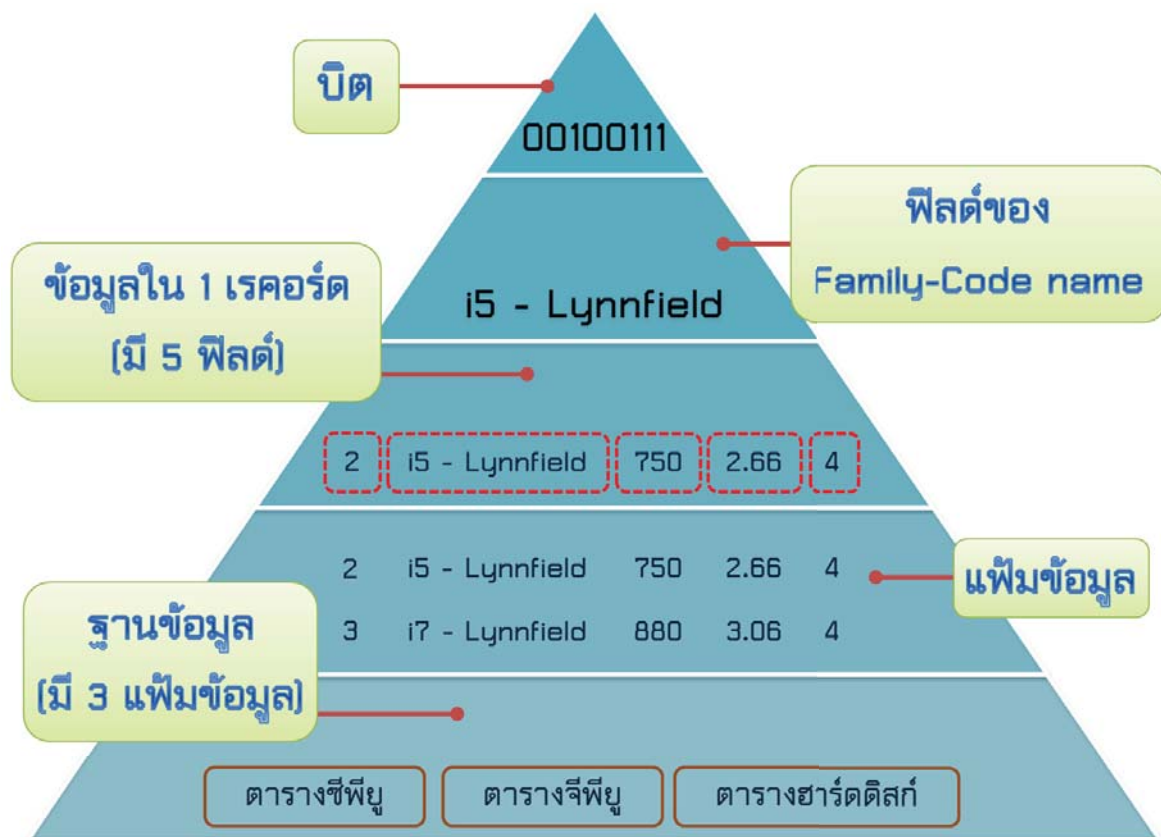 บิต
00100111
ฟิลด์ของ
Family-Code name
i5 - Lynnfield
ข้อมูลใน 1 เรคอร์ด
(มี 5 ฟิลด์)
2 i5 - Lynnfield 750 2.66 4
2 i5 - Lynnfield 750 2.66 4
3 i7 - Lynnfield 880 3.06 4
แฟ้มข้อมูล
ฐานข้อมูล
(มี 3 แฟ้มข้อมูล)
ตารางซีพียู ตารางจีพียู ตารางฮาร์ดดิสก์